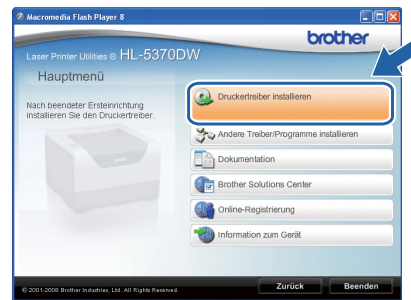 Macromedia Flash Player 8
brother
Laser Printer Utilities © HL-5370DW
Hauptmenü
Nach beendeter Ersteinrichtung
installieren Sie den Druckertreiber.
Druckertreiber installieren
Andere Treiber/Programme installieren
Dokumentation
Brother Solutions Center
Online-Registrierung
Information zum Gerät
© 2001-2008 Brother Industries, Ltd. All Rights Reserved.
Zurück
Beenden